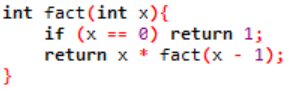 int fact(int x){
    if (x == 0) return 1;
    return x * fact(x - 1);
}